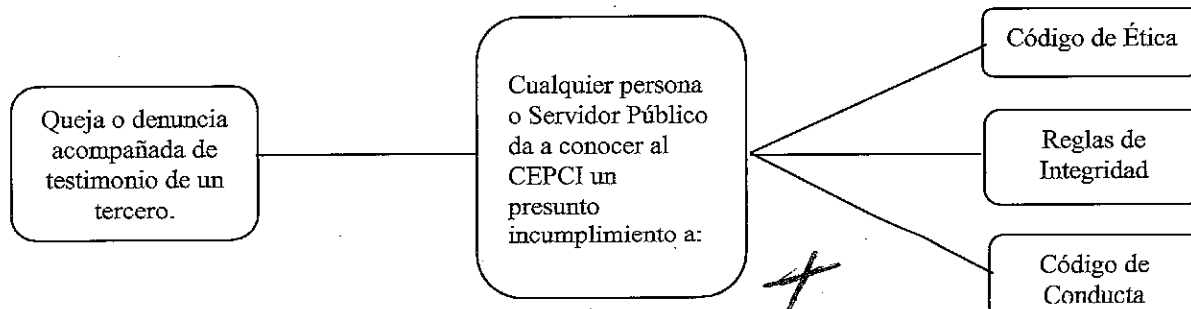 Queja o denuncia
acompañada de
testimonio de un
tercero.
Cualquier persona
o Servidor Público
da a conocer al
CEPCI un
presunto
incumplimiento a:
Código de Ética
Reglas de
Integridad
Código de
Conducta